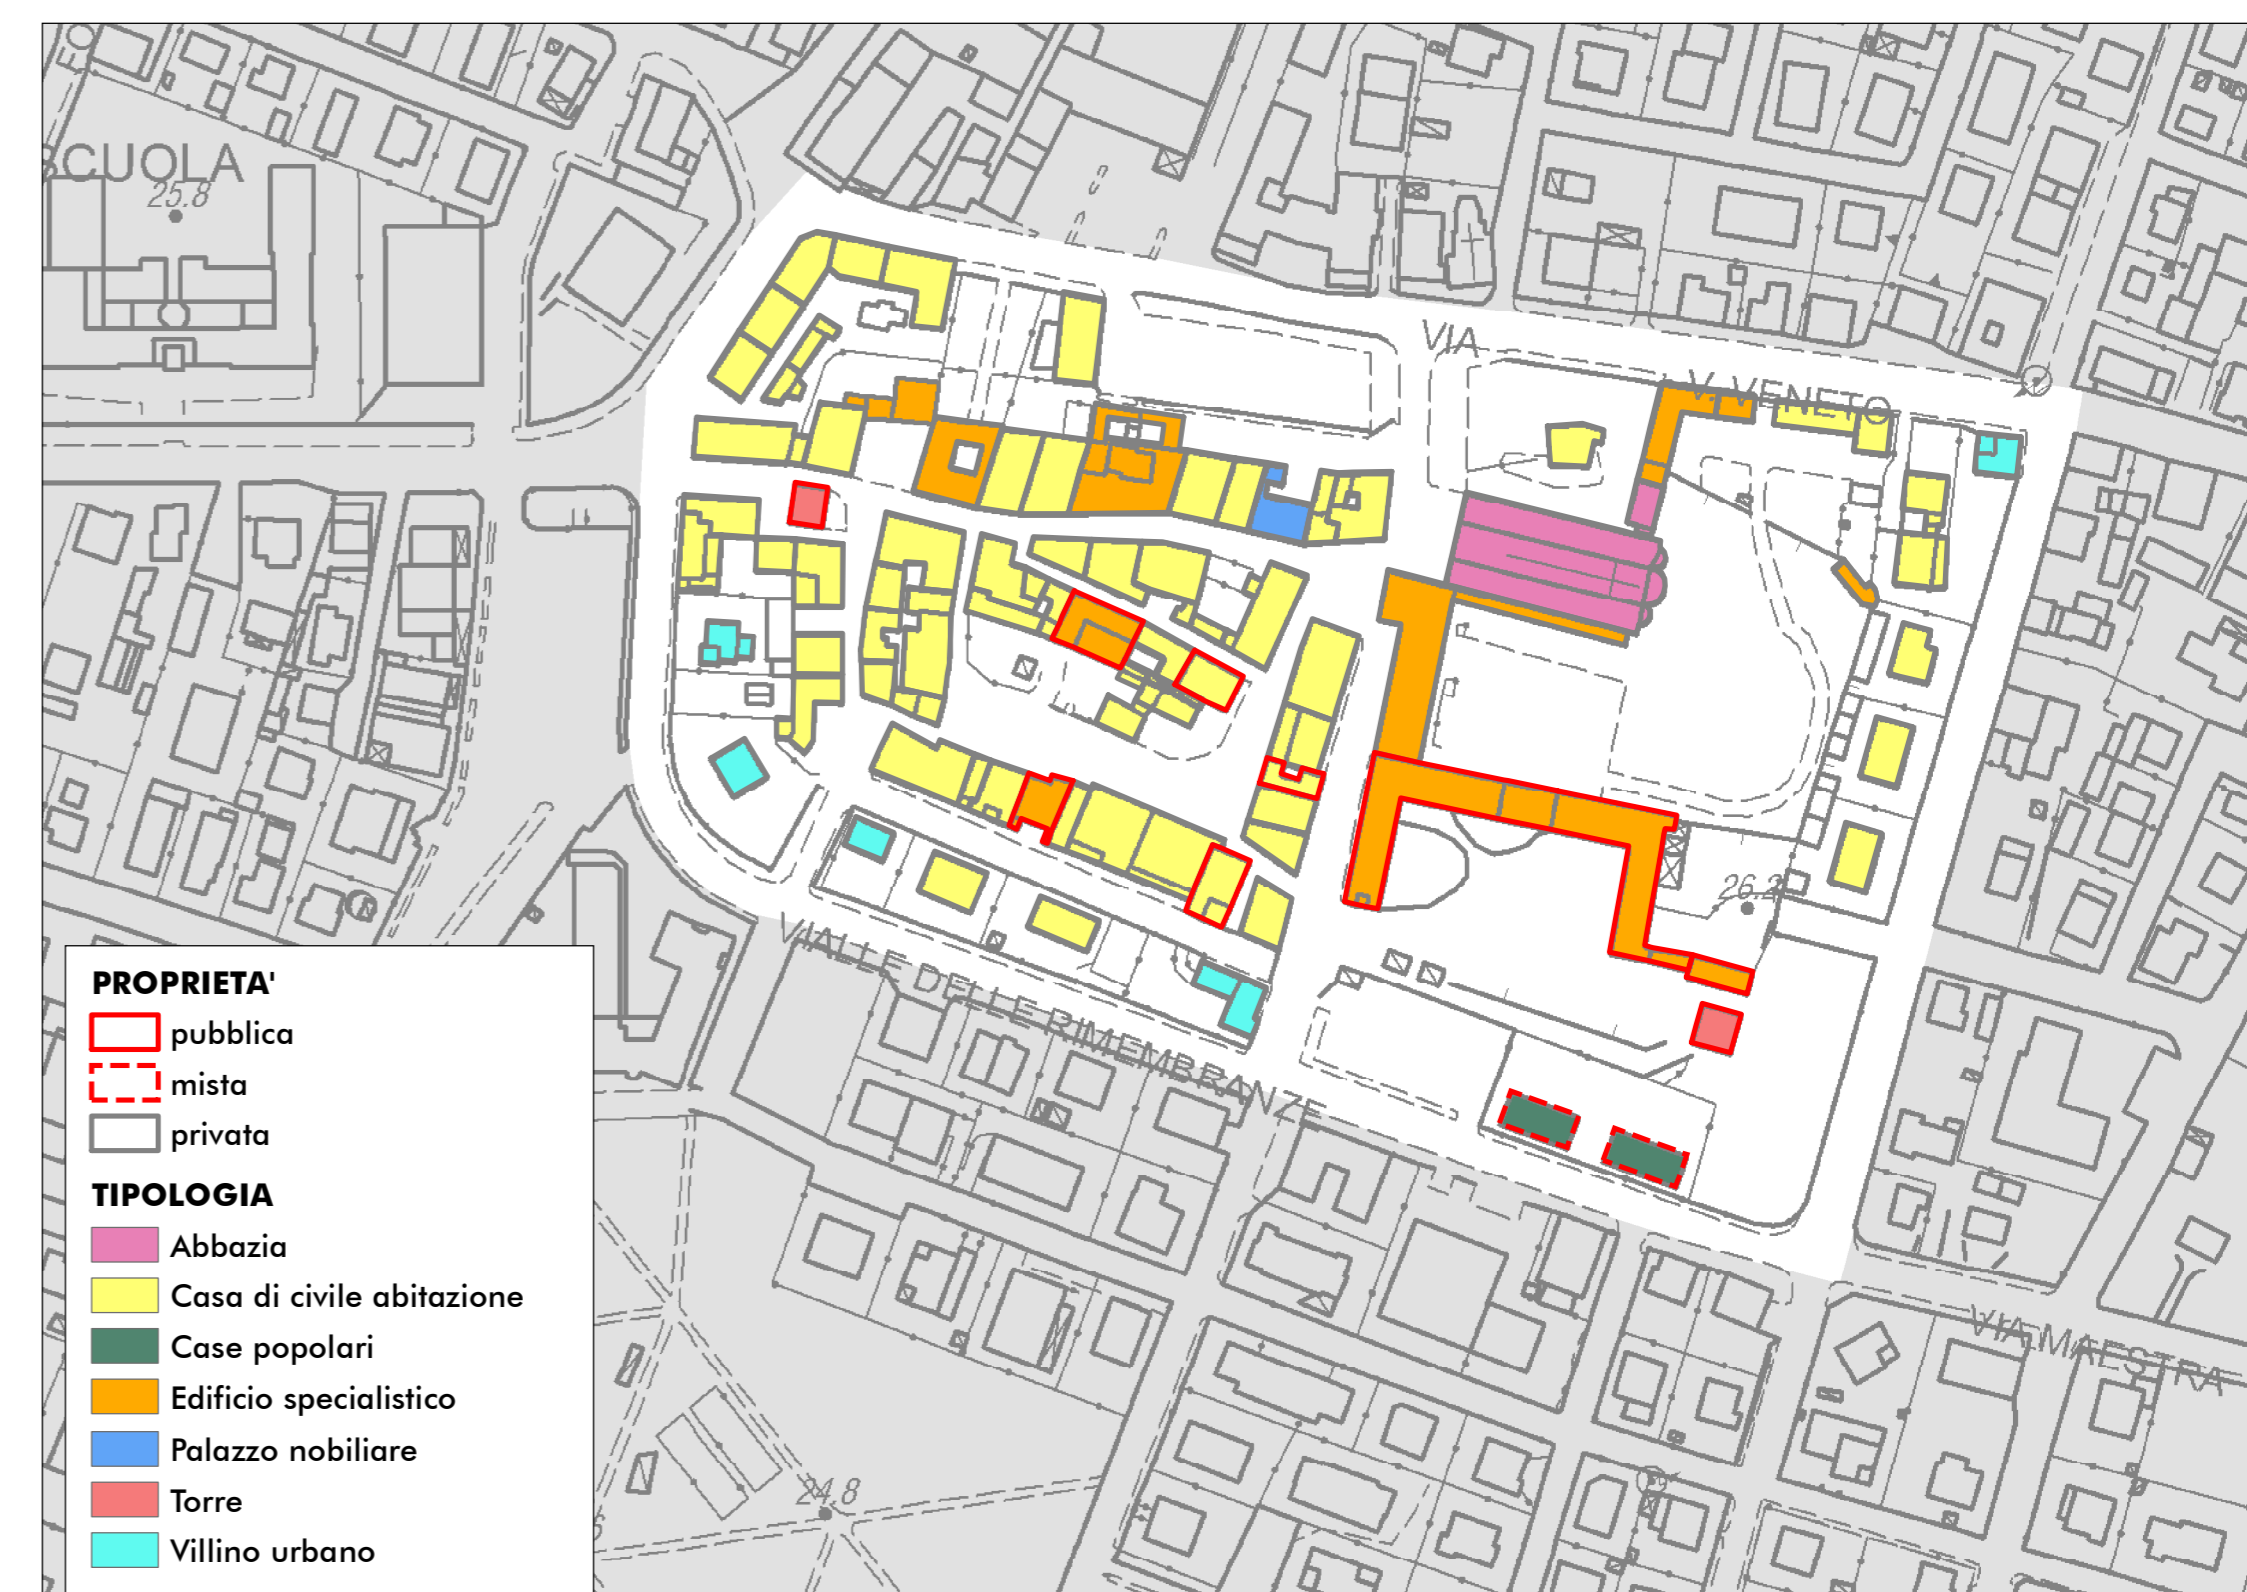 SCUOLA
25.8
VIA
V. VENETO
26.2
VIALLE DELLE RIMEMBRANZE
VIA MAESTRA
24.8
PROPRIETA'
pubblica
mista
privata
TIPOLOGIA
Abbazia
Casa di civile abitazione
Case popolari
Edificio specialistico
Palazzo nobiliare
Torre
Villino urbano